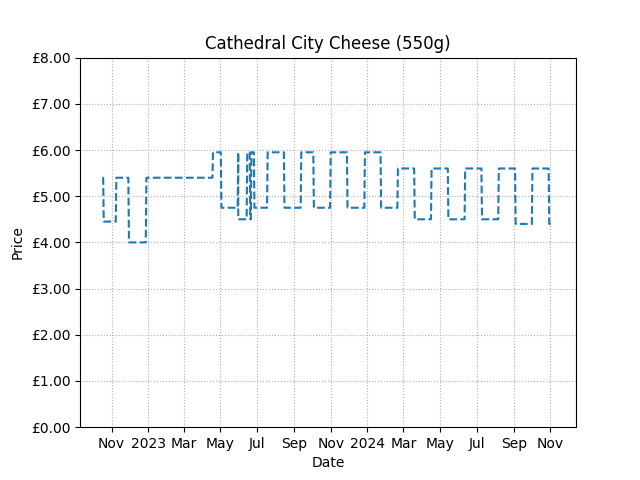 Cathedral City Cheese (550g)
£8.00
£7.00
£6.00
£5.00
£4.00
£3.00
£2.00
£1.00
£0.00
Price
Nov 2023 Mar May Jul Sep Nov 2024 Mar May Jul Sep Nov
Date